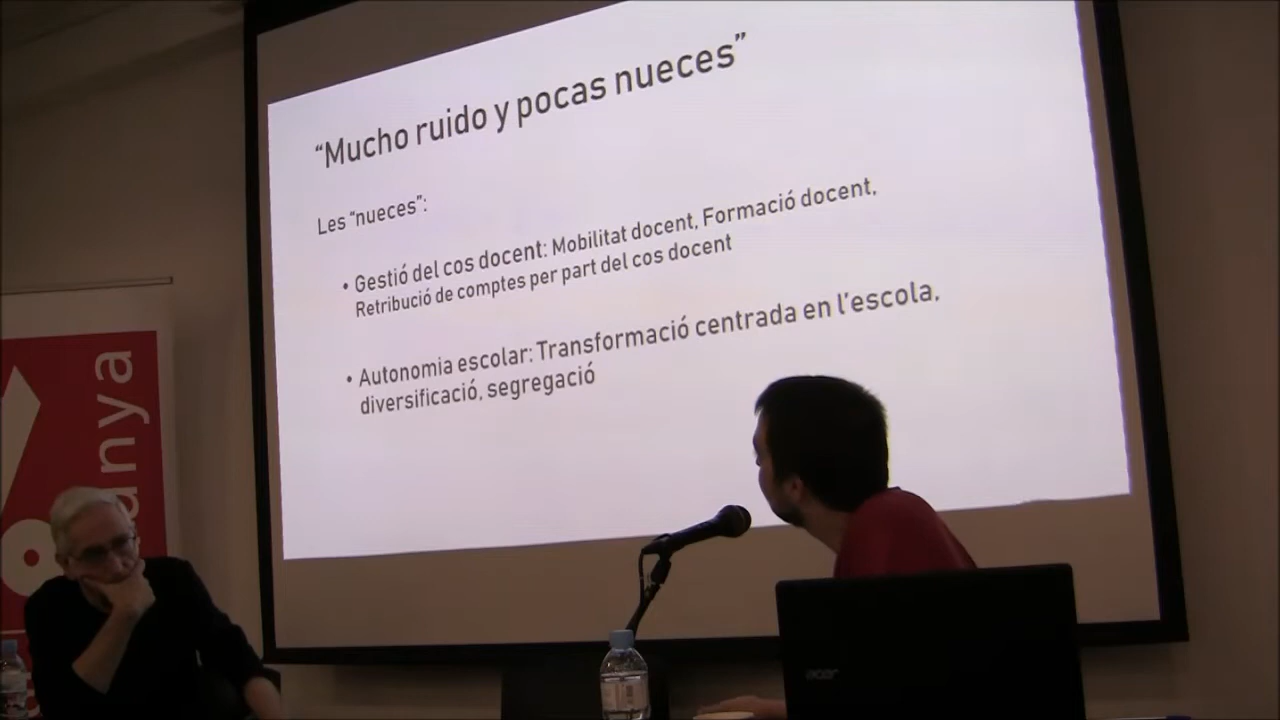 “Mucho ruido y pocas nueces”
Les “nueces”:
• Gestió del cos docent: Mobilitat docent, Formació docent,
Retribució de comptes per part del cos docent
• Autonomia escolar: Transformació centrada en l’escola,
diversificació, segregació
anya
acer